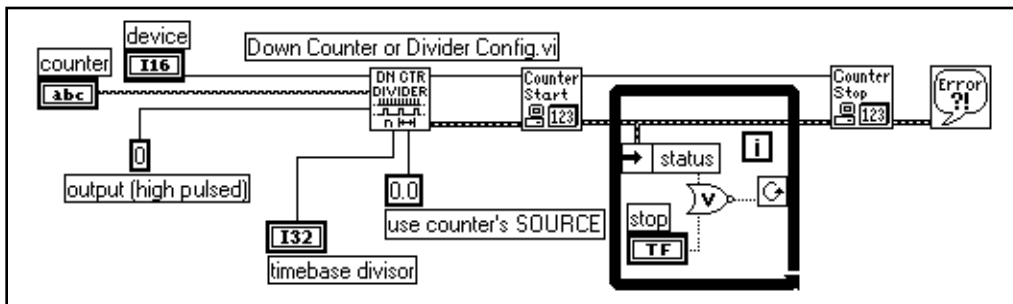 device
I16
counter
abc
Down Counter or Divider Config.vi
DN CTR
DIVIDER
n
0
output (high pulsed)
I32
timebase divisor
0.0
use counter's SOURCE
Counter
Start
123
status
i
V
stop
TF
Counter
Stop
123
Error
?!